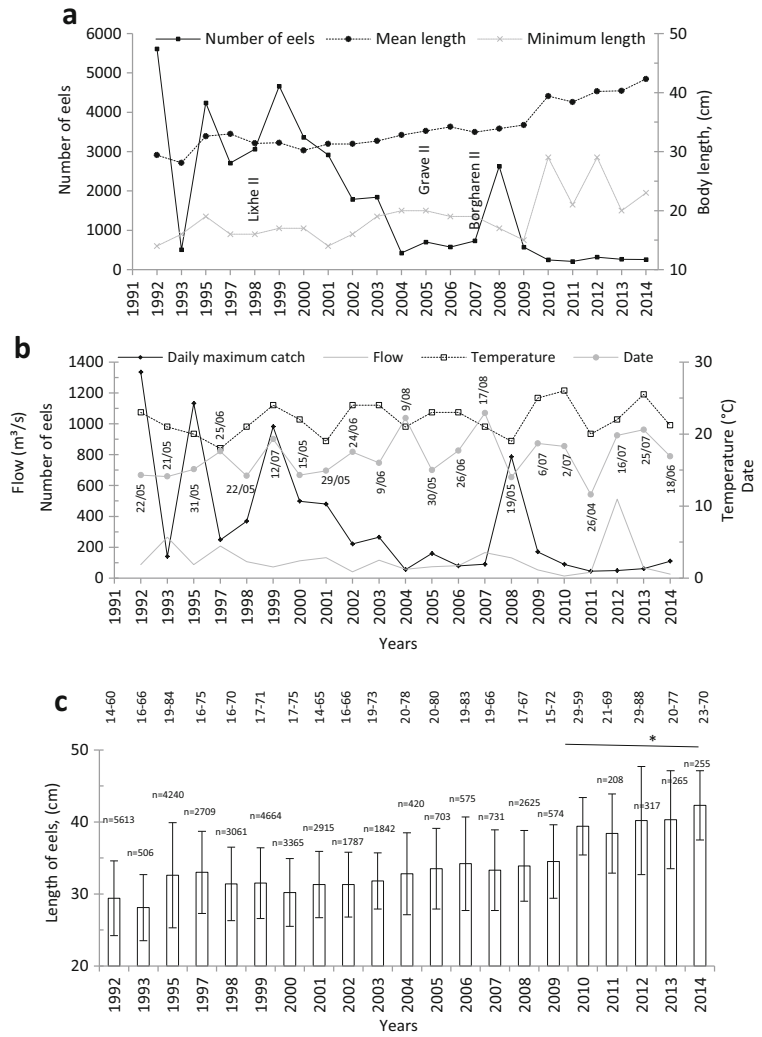 a
Number of eels Mean length Minimum length
6000
5000
4000
3000
2000
1000
0
Number of eels
50
40
30
20
10
Body length, (cm)
Lixhe II
Grave II
Borgharen II
1991 1992 1993 1995 1997 1998 1999 2000 2001 2002 2003 2004 2005 2006 2007 2008 2009 2010 2011 2012 2013 2014
b
Daily maximum catch Flow Temperature Date
1400
1200
1000
800
600
400
200
0
Flow (m³/s)
Number of eels
30
20
10
0
Temperature (°C)
Date
22/05 21/05 31/05 25/06 22/05 12/07 15/05 29/05 24/06 9/06 9/08 30/05 26/06 17/08 19/05 6/07 2/07 26/04 16/07 25/07 18/06
1991 1992 1993 1995 1997 1998 1999 2000 2001 2002 2003 2004 2005 2006 2007 2008 2009 2010 2011 2012 2013 2014
Years
c
14-60 16-66 19-84 16-75 16-70 17-71 17-75 14-65 16-66 19-73 20-78 20-80 19-83 19-66 17-67 15-72 29-59 21-69 29-88 20-77 23-70
*
50
40
30
20
Length of eels, (cm)
n=5613 n=506 n=4240 n=2709 n=3061 n=4664 n=3365 n=2915 n=1787 n=1842 n=420 n=703 n=575 n=731 n=2625 n=574 n=208 n=317 n=265 n=255
1992 1993 1995 1997 1998 1999 2000 2001 2002 2003 2004 2005 2006 2007 2008 2009 2010 2011 2012 2013 2014
Years